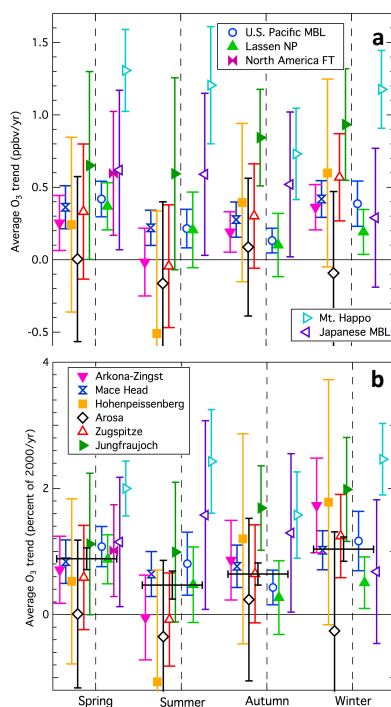 a
U.S. Pacific MBL
Lassen NP
North America FT
1.5
1.0
0.5
0.0
-0.5
Average O3 trend (ppbv/yr)
Mt. Happo
Japanese MBL
b
Arkona-Zingst
Mace Head
Hohenpeissenberg
Arosa
Zugspitze
Jungfraujoch
4
2
0
Average O3 trend (percent of 2000/yr)
Spring Summer Autumn Winter